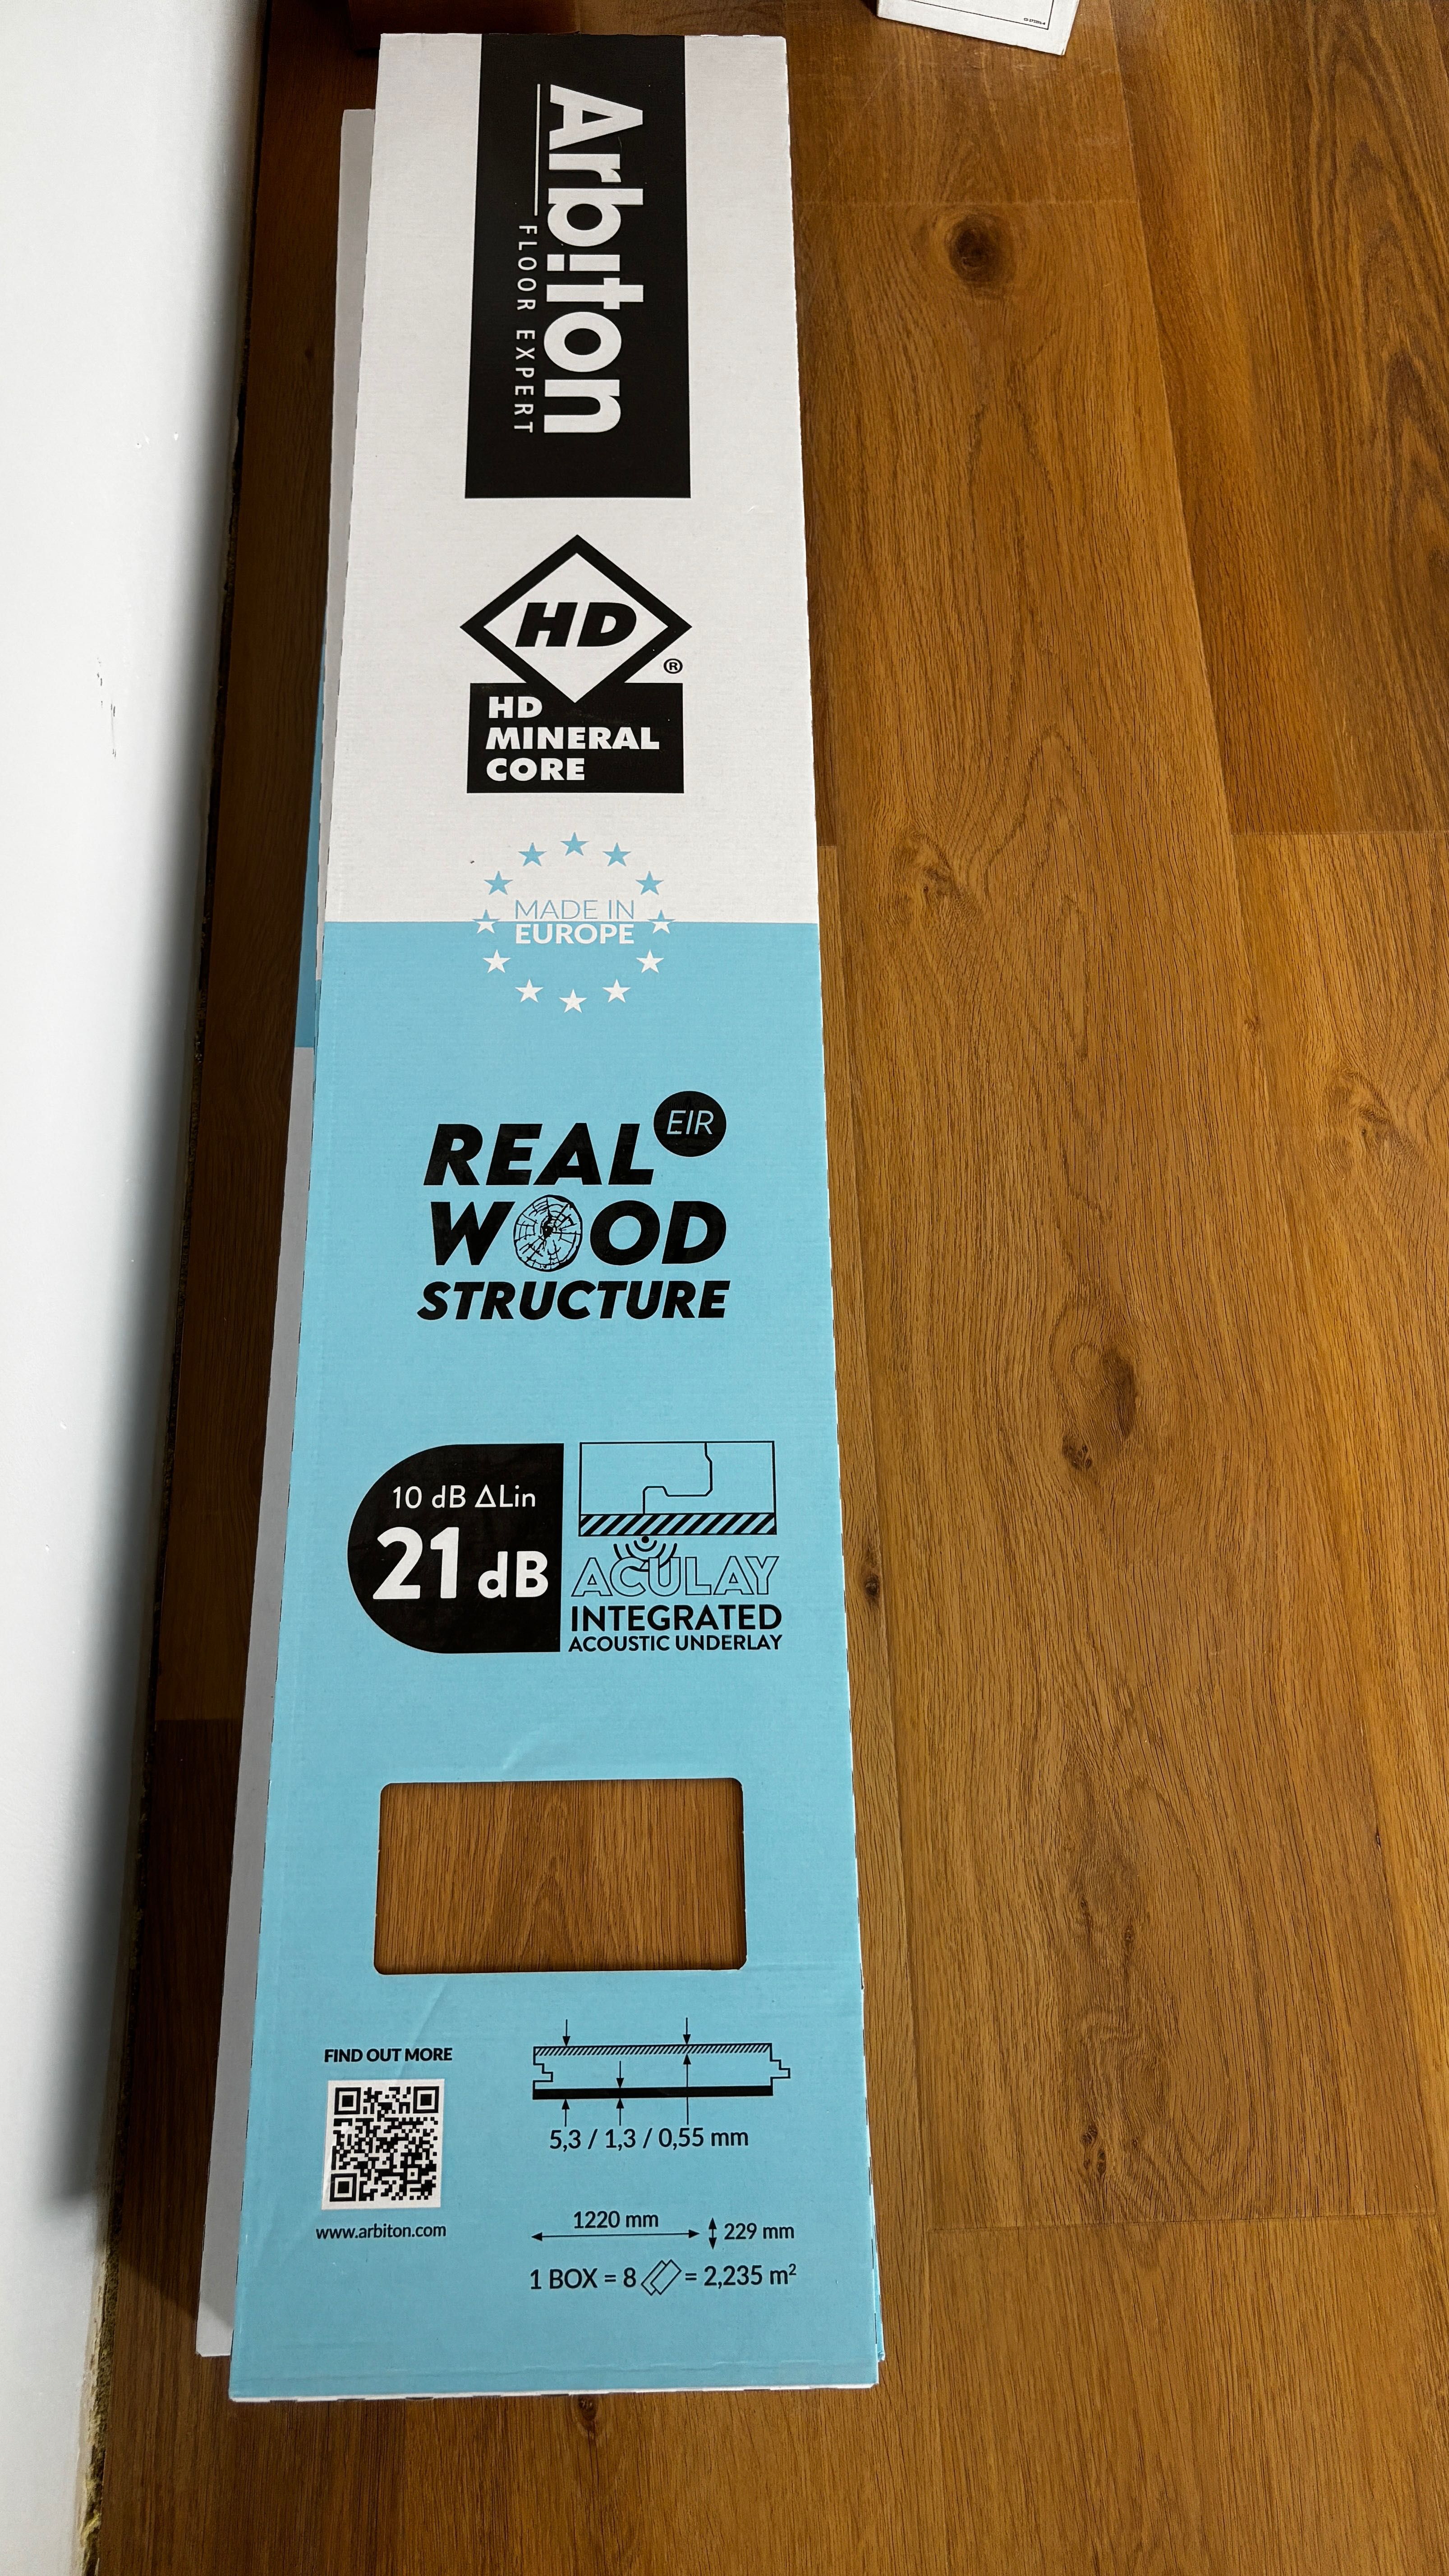 Arbiton
FLOOR EXPERT
HD
®
HD
MINERAL
CORE
MADE IN
EUROPE
REAL EIR
WOOD
STRUCTURE
10 dB ΔLin
21 dB
ACULAY
INTEGRATED
ACOUSTIC UNDERLAY
FIND OUT MORE
www.arbiton.com
5,3 / 1,3 / 0,55 mm
1220 mm
229 mm
1 BOX = 8 = 2,235 m²